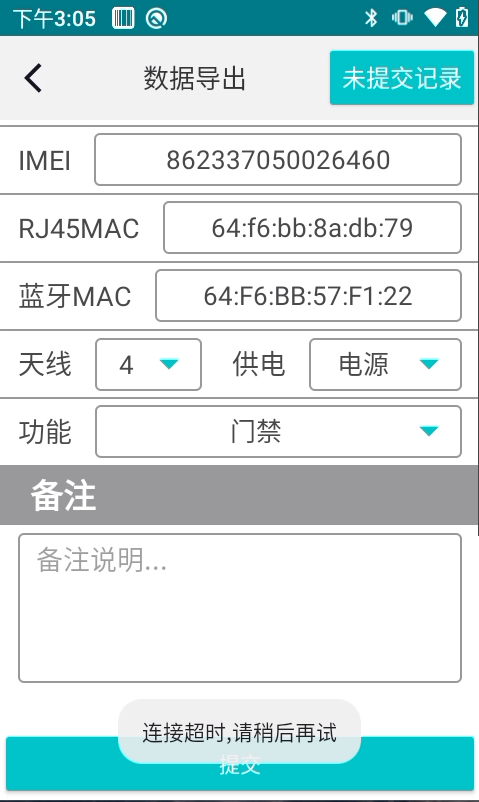 下午3:05
数据导出 未提交记录
IMEI 862337050026460
RJ45MAC 64:f6:bb:8a:db:79
蓝牙MAC 64:F6:BB:57:F1:22
天线 4 供电 电源
功能 门禁
备注
备注说明...
连接超时,请稍后再试
提交